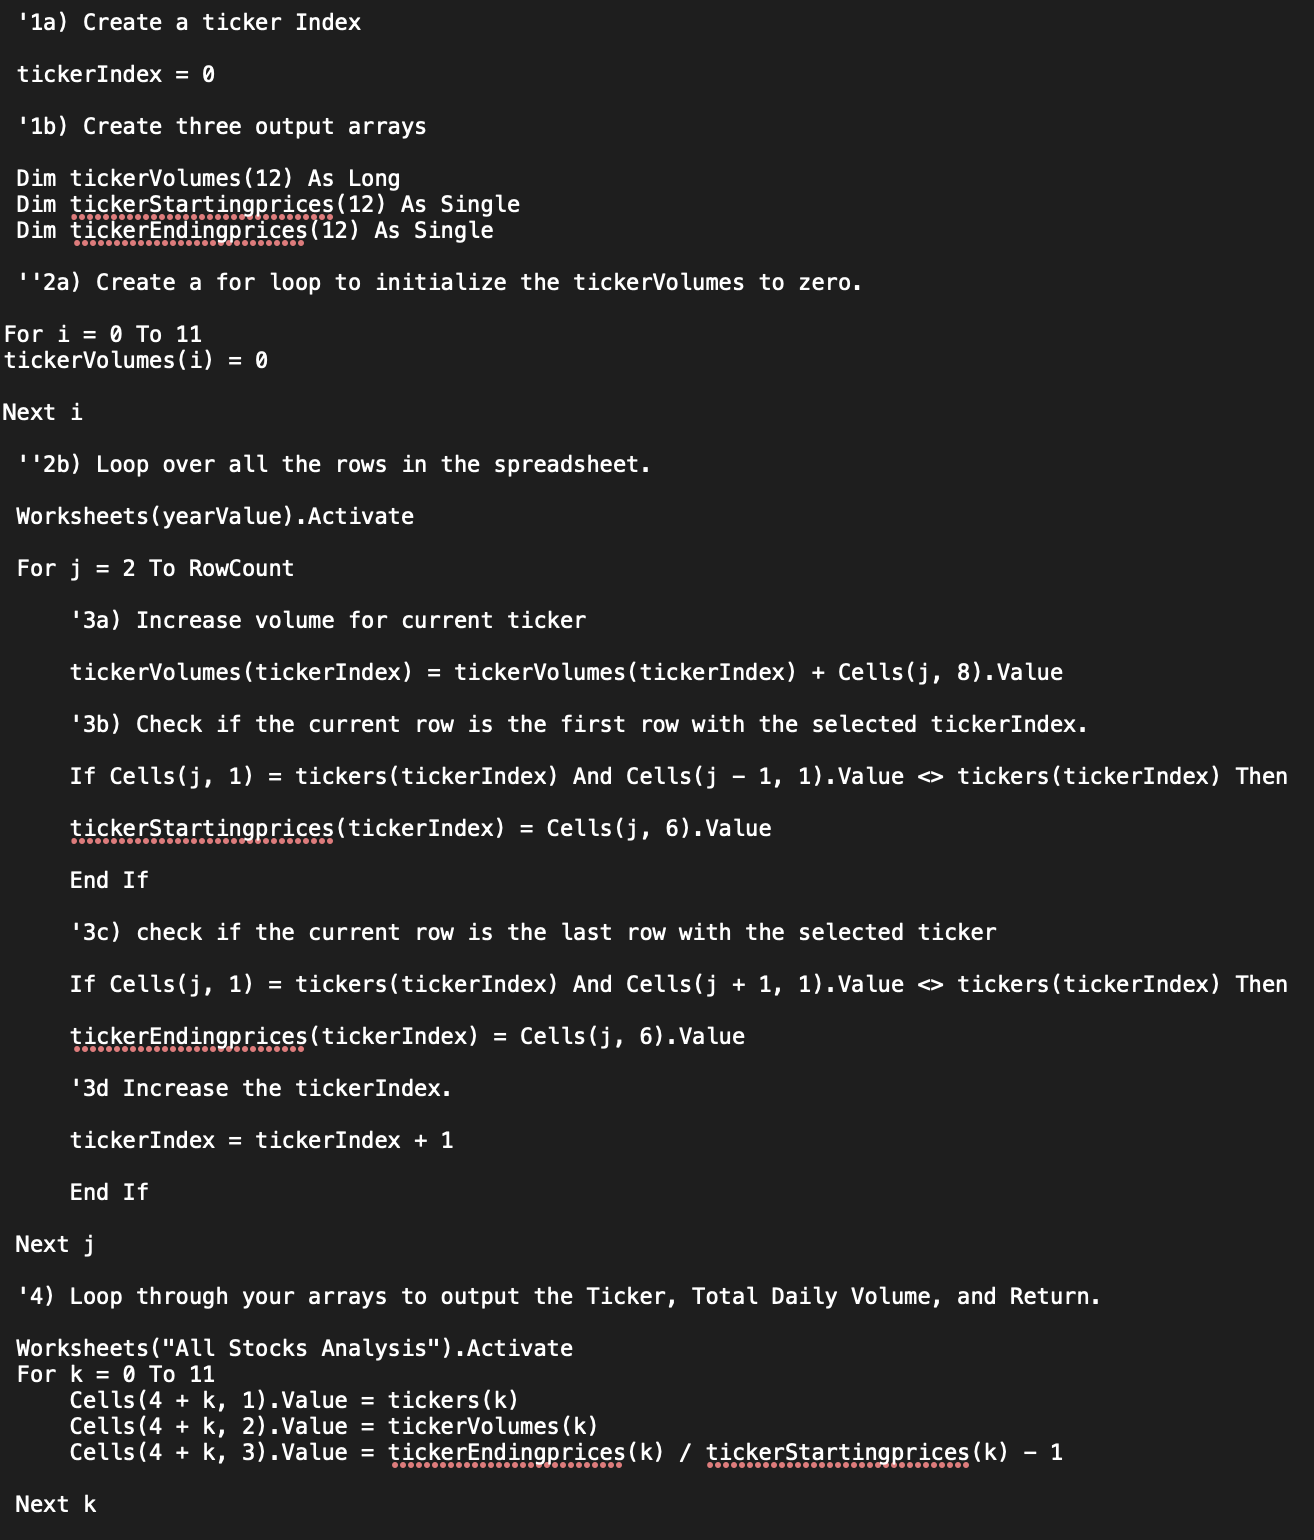 '1a) Create a ticker Index
tickerIndex = 0
'1b) Create three output arrays
Dim tickerVolumes(12) As Long
Dim tickerStartingprices(12) As Single
Dim tickerEndingprices(12) As Single
''2a) Create a for loop to initialize the tickerVolumes to zero.
For i = 0 To 11
tickerVolumes(i) = 0
Next i
''2b) Loop over all the rows in the spreadsheet.
Worksheets(yearValue).Activate
For j = 2 To RowCount
'3a) Increase volume for current ticker
tickerVolumes(tickerIndex) = tickerVolumes(tickerIndex) + Cells(j, 8).Value
'3b) Check if the current row is the first row with the selected tickerIndex.
If Cells(j, 1) = tickers(tickerIndex) And Cells(j - 1, 1).Value <> tickers(tickerIndex) Then
tickerStartingprices(tickerIndex) = Cells(j, 6).Value
End If
'3c) check if the current row is the last row with the selected ticker
If Cells(j, 1) = tickers(tickerIndex) And Cells(j + 1, 1).Value <> tickers(tickerIndex) Then
tickerEndingprices(tickerIndex) = Cells(j, 6).Value
'3d Increase the tickerIndex.
tickerIndex = tickerIndex + 1
End If
Next j
'4) Loop through your arrays to output the Ticker, Total Daily Volume, and Return.
Worksheets("All Stocks Analysis").Activate
For k = 0 To 11
Cells(4 + k, 1).Value = tickers(k)
Cells(4 + k, 2).Value = tickerVolumes(k)
Cells(4 + k, 3).Value = tickerEndingprices(k) / tickerStartingprices(k) - 1
Next k